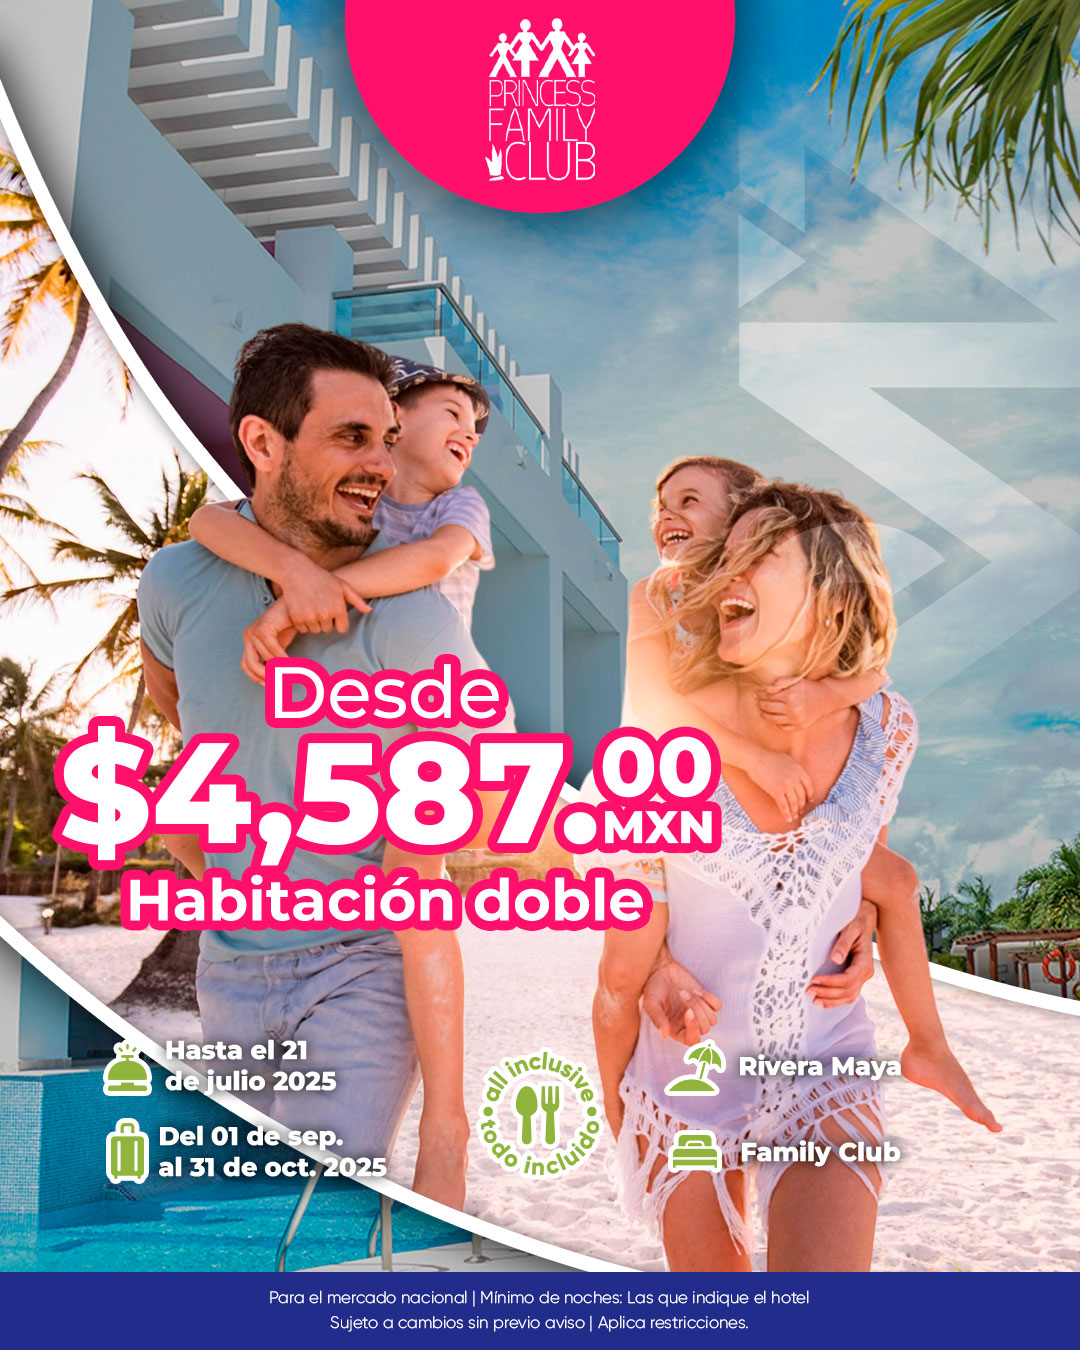 PRINCESS
FAMILY
CLUB
Desde
$4,587.00
MXN
Habitación doble
Hasta el 21
de julio 2025
Del 01 de sep.
al 31 de oct. 2025
all inclusive
todo incluido
Rivera Maya
Family Club
Para el mercado nacional | Mínimo de noches: Las que indique el hotel
Sujeto a cambios sin previo aviso | Aplica restricciones.